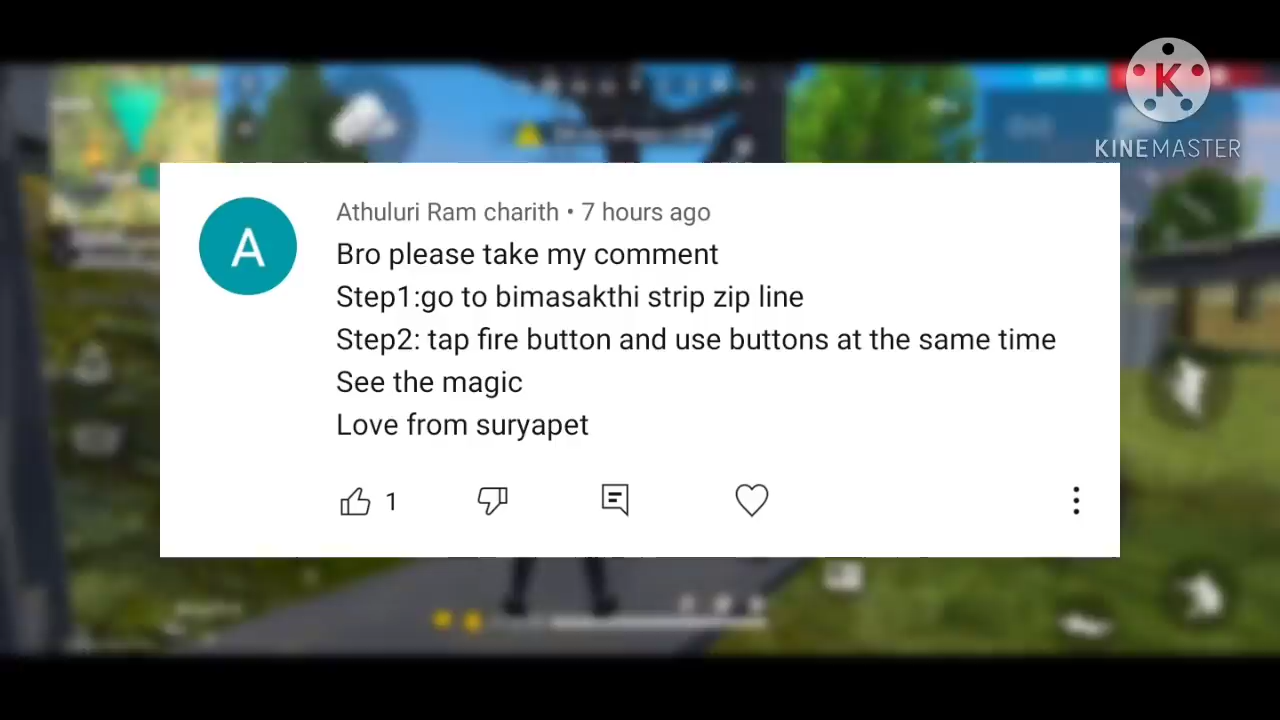 KINEMASTER
A
Athuluri Ram charith • 7 hours ago
Bro please take my comment
Step1:go to bimasakthi strip zip line
Step2: tap fire button and use buttons at the same time
See the magic
Love from suryapet
1